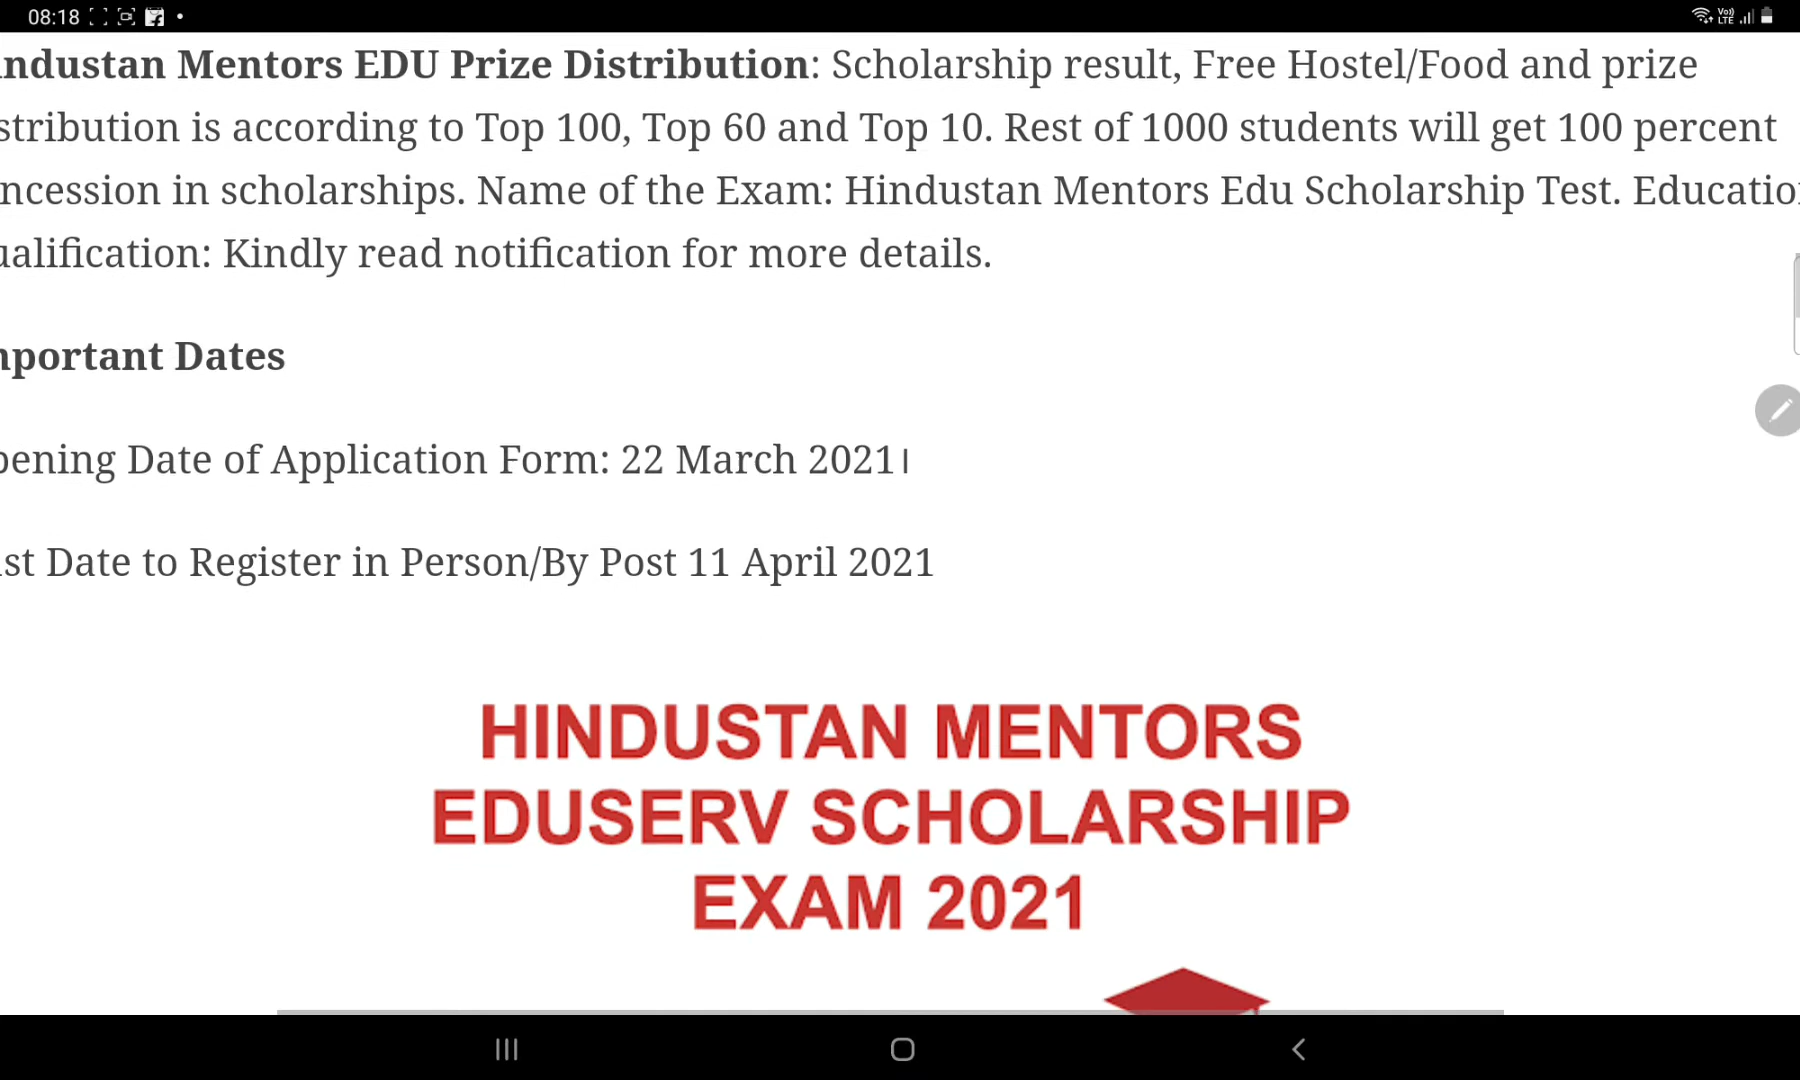 08:18
ndustan Mentors EDU Prize Distribution: Scholarship result, Free Hostel/Food and prize
stribution is according to Top 100, Top 60 and Top 10. Rest of 1000 students will get 100 percent
ncession in scholarships. Name of the Exam: Hindustan Mentors Edu Scholarship Test. Educatio
ualification: Kindly read notification for more details.
nportant Dates
pening Date of Application Form: 22 March 2021।
st Date to Register in Person/By Post 11 April 2021
HINDUSTAN MENTORS
EDUSERV SCHOLARSHIP
EXAM 2021